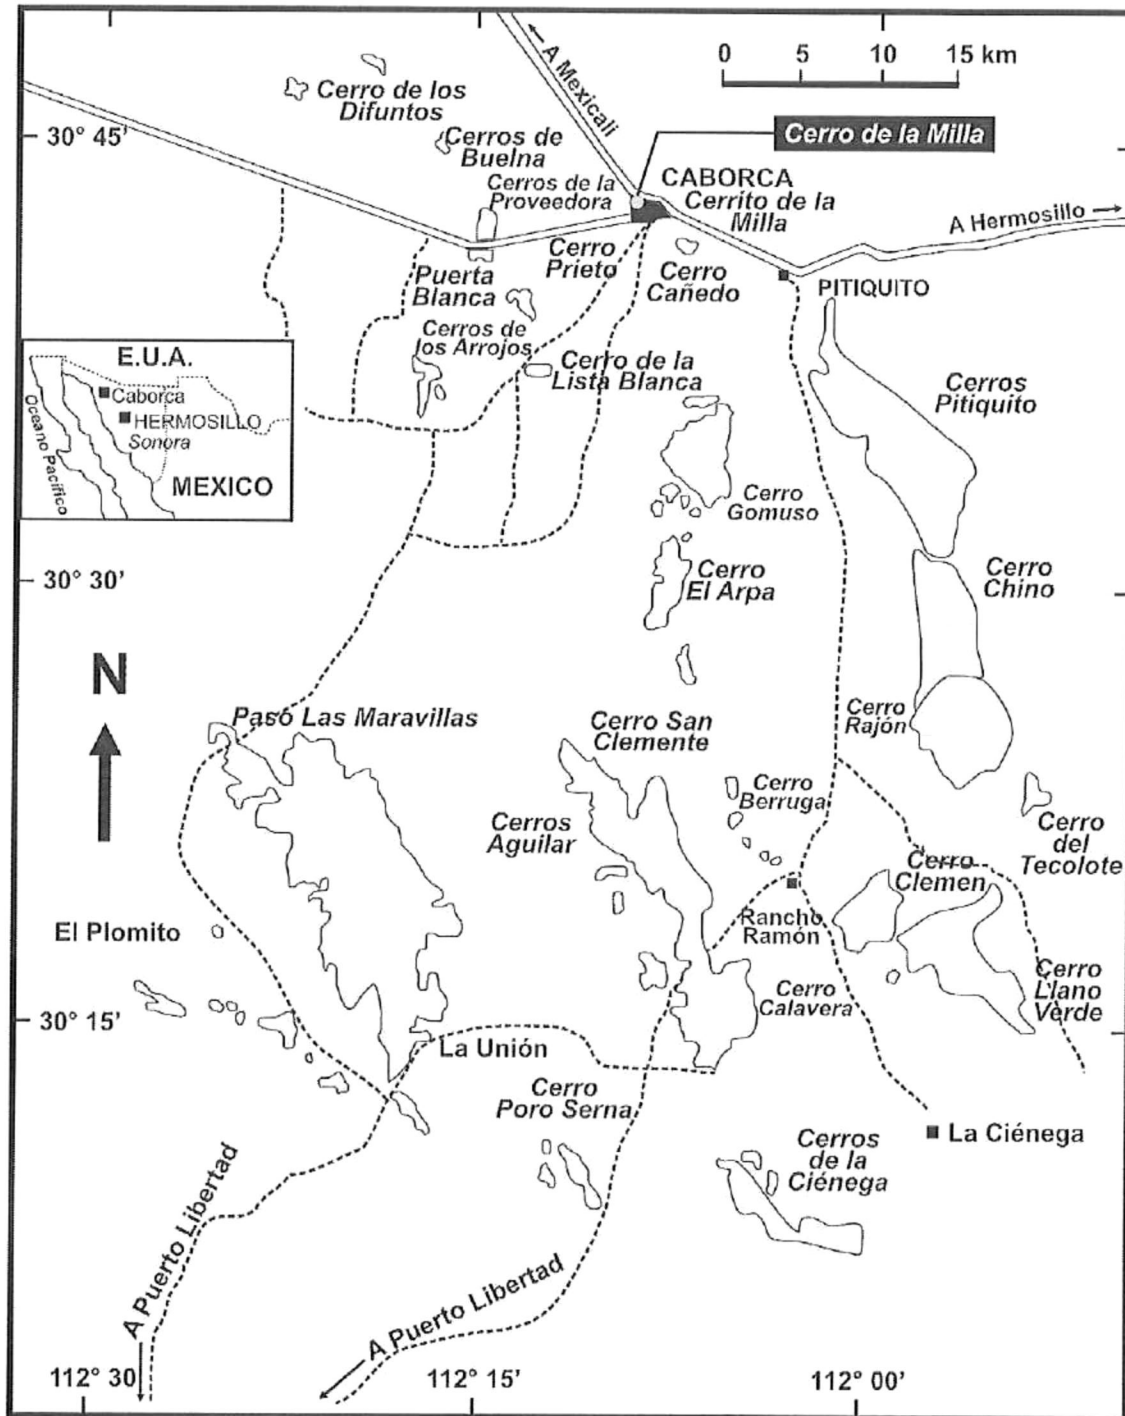 A Mexicali
0 5 10 15 km
Cerro de los
Difuntos
30° 45'
Cerros de
Buelna
Cerro de la Milla
Cerros de la
Proveedora
CABORCA
Cerrito de la
Milla
A Hermosillo
Cerro
Prieto
Puerta
Blanca
Cerro
Cañedo
PITIQUITO
Cerros de
los Arrojos
Cerro de la
Lista Blanca
E.U.A.
Caborca
HERMOSILLO
Sonora
Oceano Pacífico
MEXICO
Cerros
Pitiquito
Cerro
Gomuso
30° 30'
Cerro
El Arpa
Cerro
Chino
N
Pasó Las Maravillas
Cerro San
Clemente
Cerro
Rajón
Cerro
Berruga
Cerros
Aguilar
Cerro
del
Tecolote
Cerro
Clemen
El Plomito
Rancho
Ramón
Cerro
Calavera
Cerro
Llano
Verde
30° 15'
La Unión
Cerro
Poro Serna
La Ciénega
Cerros
de la
Ciénega
A Puerto Libertad
A Puerto Libertad
112° 30
112° 15'
112° 00'